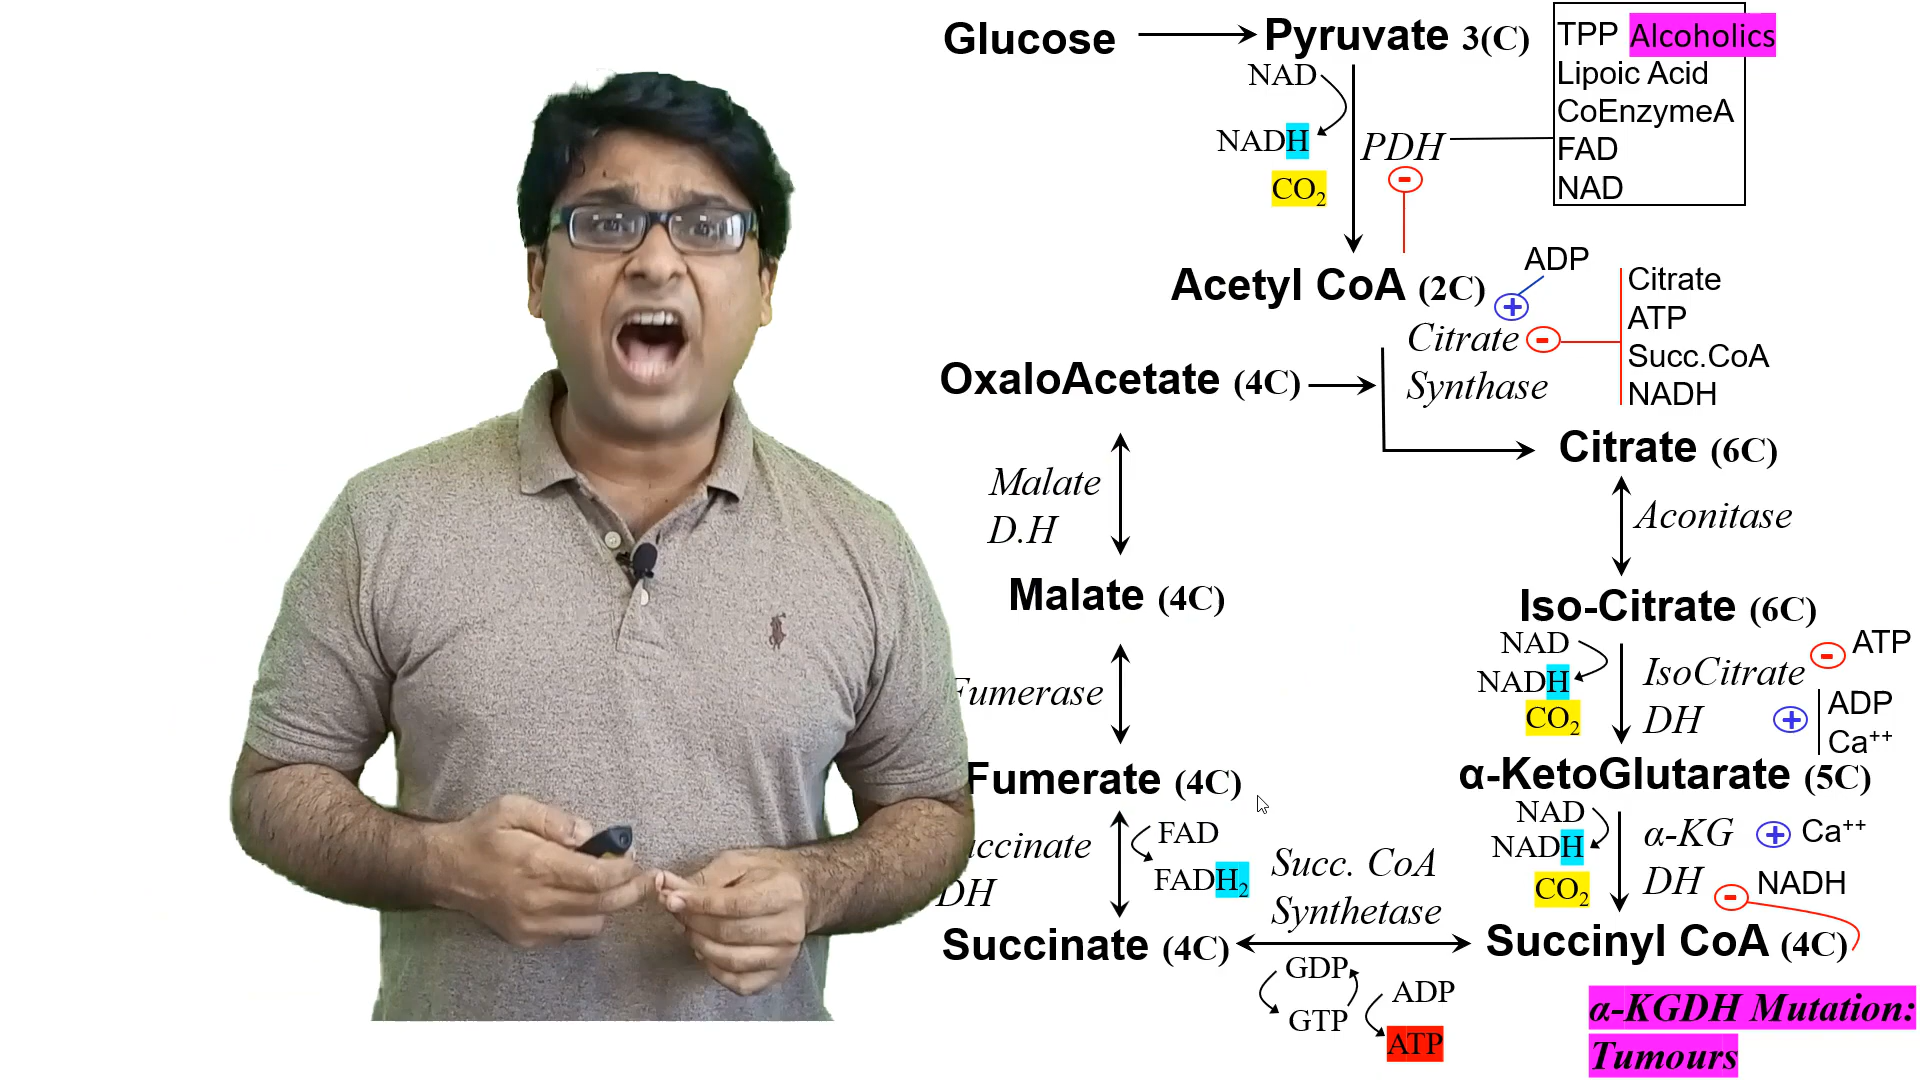 Glucose
Pyruvate 3(C)
TPP Alcoholics
Lipoic Acid
CoEnzymeA
FAD
NAD
NAD
NADH
CO₂
PDH
-
Acetyl CoA (2C)
ADP
+
Citrate
Synthase
-
Citrate
ATP
Succ.CoA
NADH
OxaloAcetate (4C)
Citrate (6C)
Malate
D.H
Aconitase
Malate (4C)
Iso-Citrate (6C)
NAD
NADH
CO₂
IsoCitrate
DH
-
ATP
+
ADP
Ca⁺⁺
Fumerase
Fumerate (4C)
α-KetoGlutarate (5C)
NAD
NADH
CO₂
α-KG
DH
+
Ca⁺⁺
-
NADH
ccinate
DH
FAD
FADH₂
Succ. CoA
Synthetase
Succinate (4C)
Succinyl CoA (4C)
GDP
GTP
ADP
ATP
α-KGDH Mutation:
Tumours